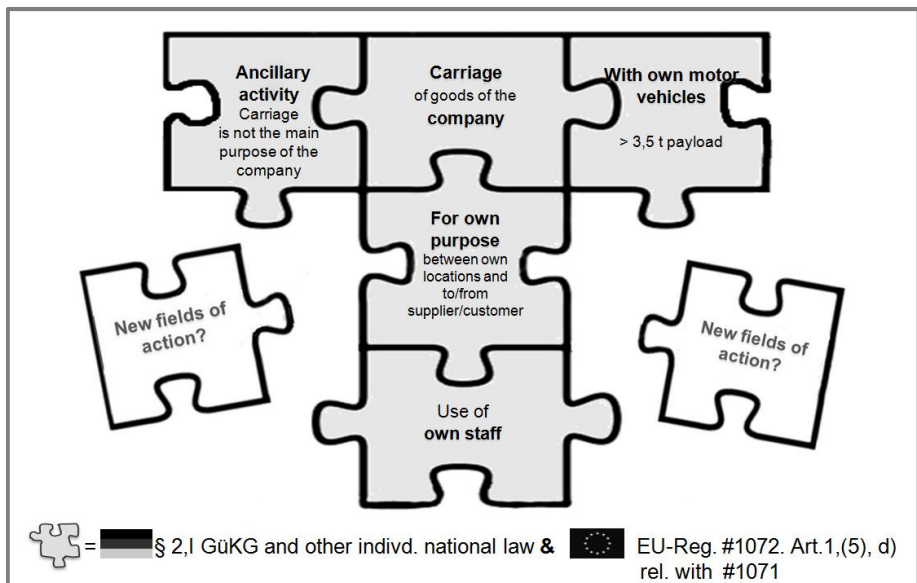 Ancillary
activity
Carriage
is not the main
purpose of the
company
Carriage
of goods of the
company
With own motor
vehicles
> 3,5 t payload
For own
purpose
between own
locations and
to/from
supplier/customer
New fields of
action?
New fields of
action?
Use of
own staff
= § 2,I GüKG and other indivd. national law & EU-Reg. #1072. Art.1,(5), d)
rel. with #1071